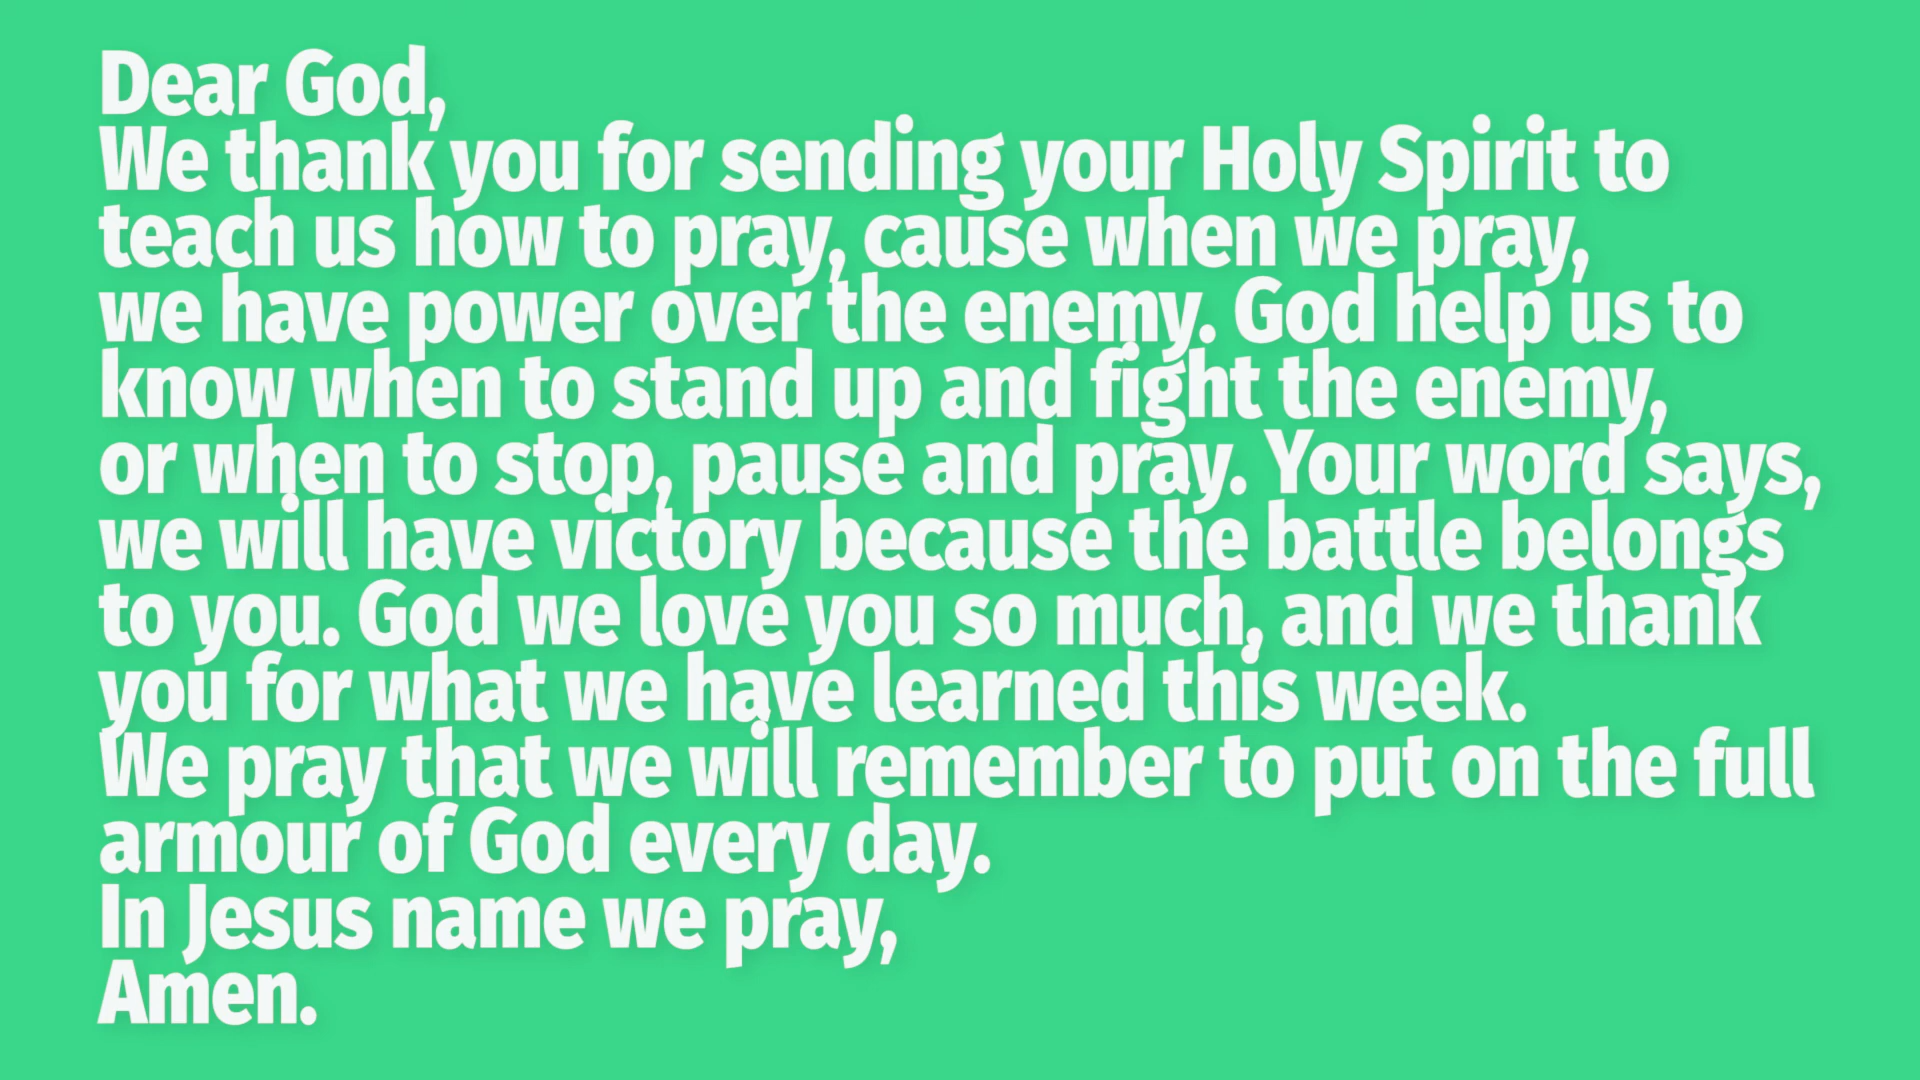 Dear God,
We thank you for sending your Holy Spirit to
teach us how to pray, cause when we pray,
we have power over the enemy. God help us to
know when to stand up and fight the enemy,
or when to stop, pause and pray. Your word says,
we will have victory because the battle belongs
to you. God we love you so much, and we thank
you for what we have learned this week.
We pray that we will remember to put on the full
armour of God every day.
In Jesus name we pray,
Amen.